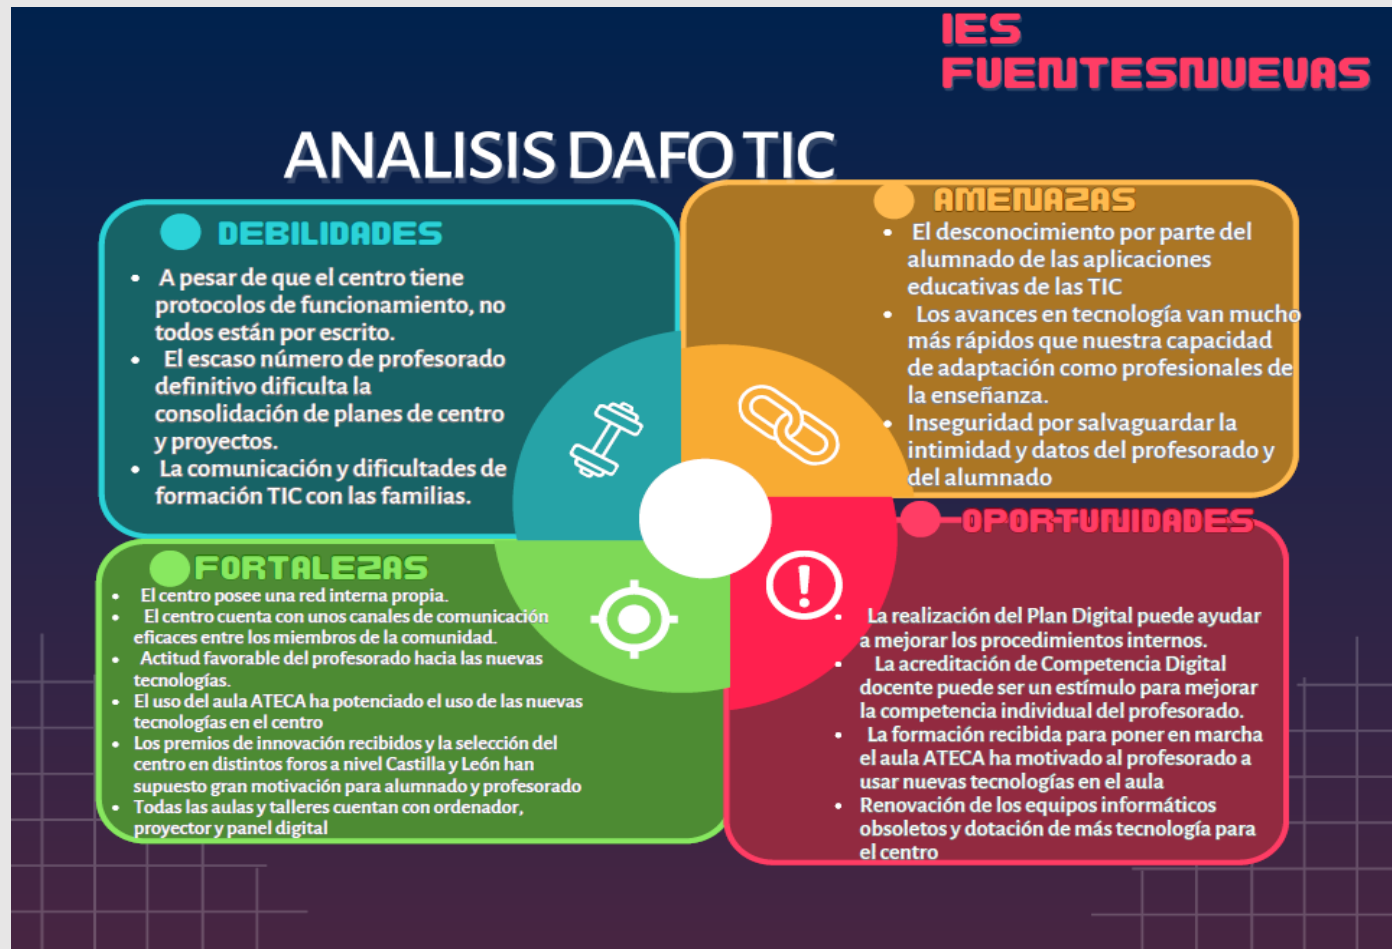 IES
FUENTESNUEVAS
ANALISIS DAFO TIC
DEBILIDADES
• A pesar de que el centro tiene
protocolos de funcionamiento, no
todos están por escrito.
• El escaso número de profesorado
definitivo dificulta la
consolidación de planes de centro
y proyectos.
• La comunicación y dificultades de
formación TIC con las familias.
AMENAZAS
• El desconocimiento por parte del
alumnado de las aplicaciones
educativas de las TIC
• Los avances en tecnología van mucho
más rápidos que nuestra capacidad
de adaptación como profesionales de
la enseñanza.
• Inseguridad por salvaguardar la
intimidad y datos del profesorado y
del alumnado
FORTALEZAS
• El centro posee una red interna propia.
• El centro cuenta con unos canales de comunicación
eficaces entre los miembros de la comunidad.
• Actitud favorable del profesorado hacia las nuevas
tecnologías.
• El uso del aula ATECA ha potenciado el uso de las nuevas
tecnologías en el centro
• Los premios de innovación recibidos y la selección del
centro en distintos foros a nivel Castilla y León han
supuesto gran motivación para alumnado y profesorado
• Todas las aulas y talleres cuentan con ordenador,
proyector y panel digital
OPORTUNIDADES
• La realización del Plan Digital puede ayudar
a mejorar los procedimientos internos.
• La acreditación de Competencia Digital
docente puede ser un estímulo para mejorar
la competencia individual del profesorado.
• La formación recibida para poner en marcha
el aula ATECA ha motivado al profesorado a
usar nuevas tecnologías en el aula
• Renovación de los equipos informáticos
obsoletos y dotación de más tecnología para
el centro